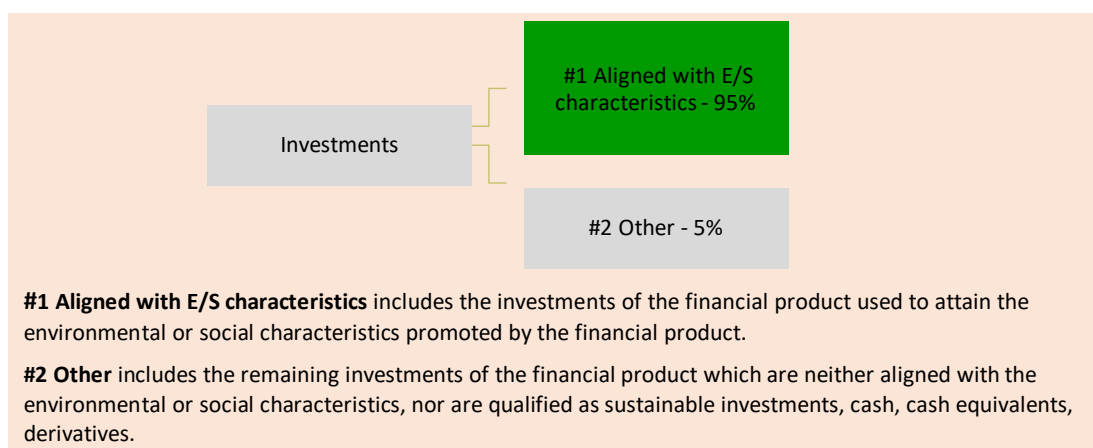 #1 Aligned with E/S
characteristics - 95%
Investments
#2 Other - 5%
#1 Aligned with E/S characteristics includes the investments of the financial product used to attain the
environmental or social characteristics promoted by the financial product.
#2 Other includes the remaining investments of the financial product which are neither aligned with the
environmental or social characteristics, nor are qualified as sustainable investments, cash, cash equivalents,
derivatives.